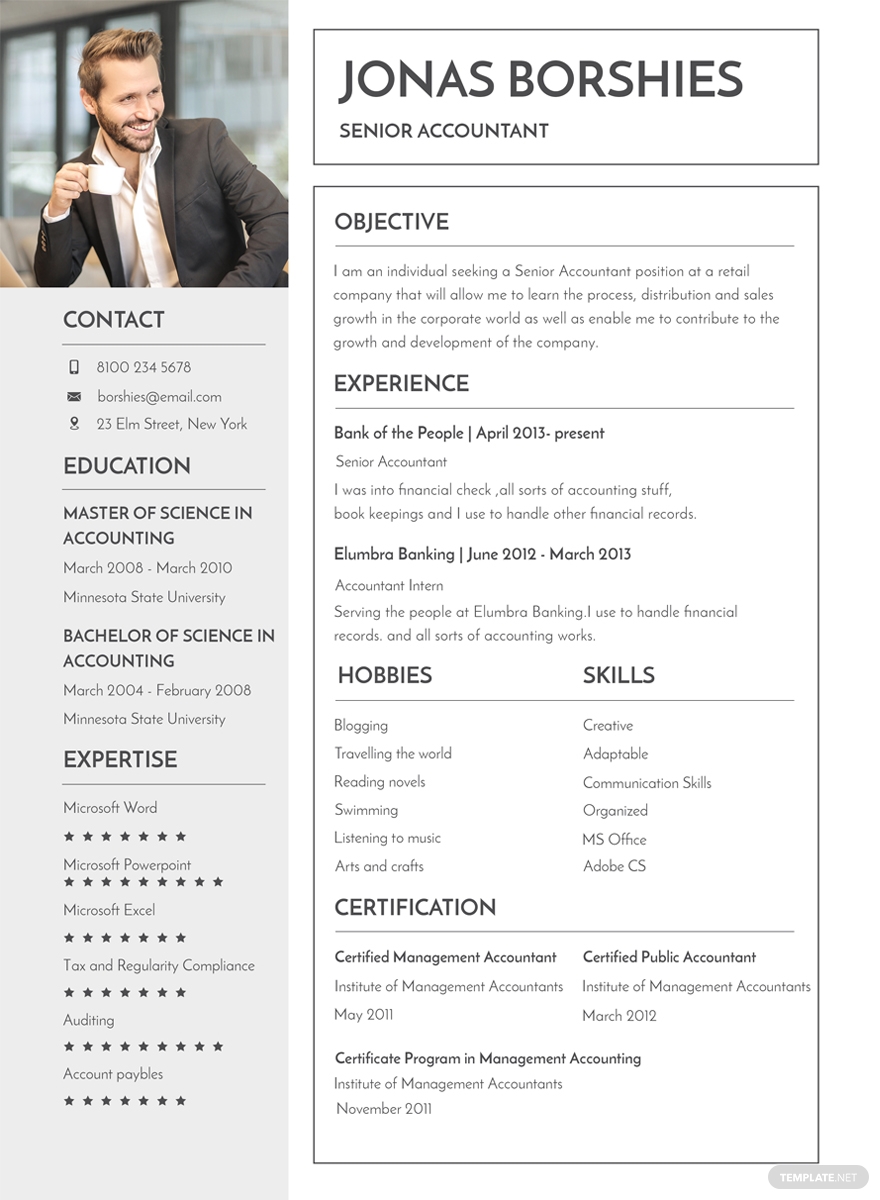 JONAS BORSHIES
SENIOR ACCOUNTANT
CONTACT
8100 234 5678
borshies@email.com
23 Elm Street, New York
EDUCATION
MASTER OF SCIENCE IN
ACCOUNTING
March 2008 - March 2010
Minnesota State University
BACHELOR OF SCIENCE IN
ACCOUNTING
March 2004 - February 2008
Minnesota State University
EXPERTISE
Microsoft Word
Microsoft Powerpoint
Microsoft Excel
Tax and Regularity Compliance
Auditing
Account paybles
OBJECTIVE
I am an individual seeking a Senior Accountant position at a retail
company that will allow me to learn the process, distribution and sales
growth in the corporate world as well as enable me to contribute to the
growth and development of the company.
EXPERIENCE
Bank of the People | April 2013- present
Senior Accountant
I was into financial check ,all sorts of accounting stuff,
book keepings and I use to handle other financial records.
Elumbra Banking | June 2012 - March 2013
Accountant Intern
Serving the people at Elumbra Banking.I use to handle financial
records. and all sorts of accounting works.
HOBBIES
Blogging
Travelling the world
Reading novels
Swimming
Listening to music
Arts and crafts
SKILLS
Creative
Adaptable
Communication Skills
Organized
MS Office
Adobe CS
CERTIFICATION
Certified Management Accountant
Institute of Management Accountants
May 2011
Certified Public Accountant
Institute of Management Accountants
March 2012
Certificate Program in Management Accounting
Institute of Management Accountants
November 2011
TEMPLATE.NET